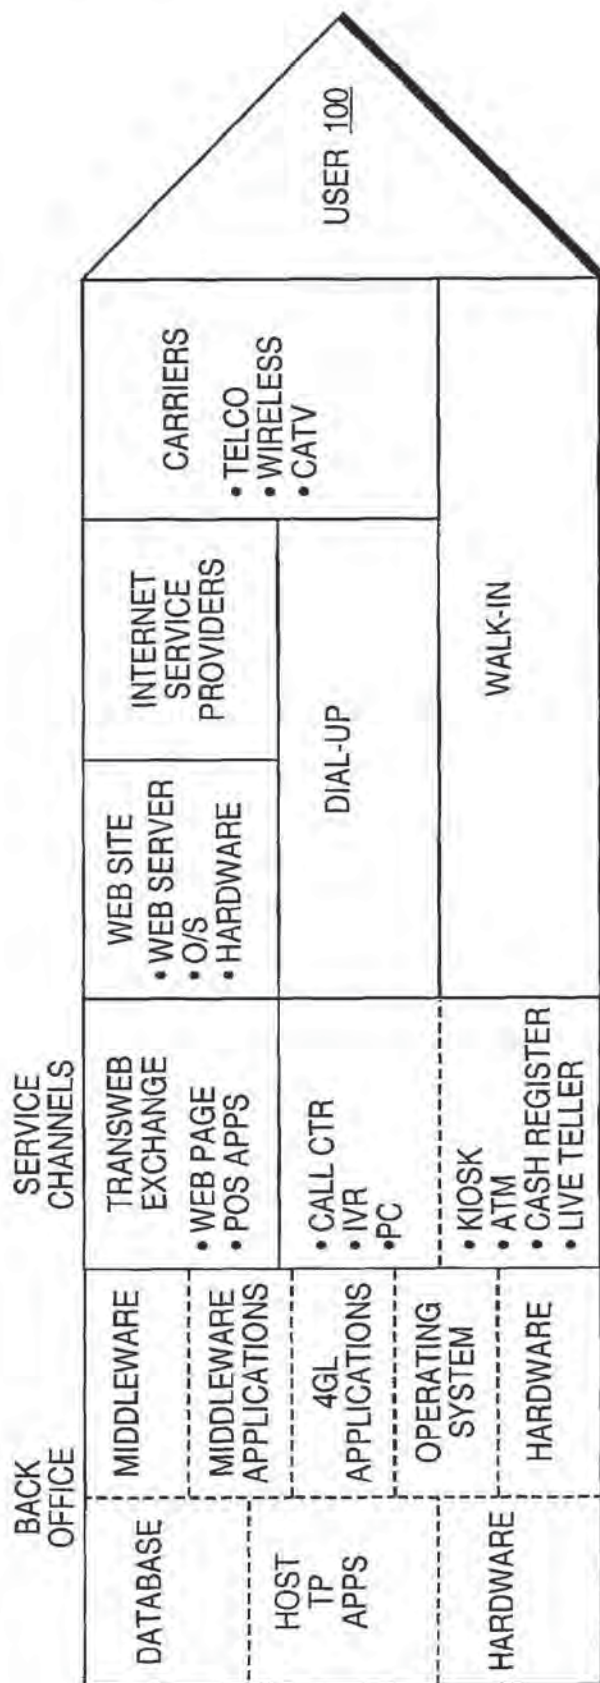 BACK
OFFICE
SERVICE
CHANNELS
DATABASE
HOST
TP
APPS
HARDWARE
MIDDLEWARE
MIDDLEWARE
APPLICATIONS
4GL
APPLICATIONS
OPERATING
SYSTEM
HARDWARE
TRANSWEB
EXCHANGE
• WEB PAGE
• POS APPS
• CALL CTR
• IVR
• PC
• KIOSK
• ATM
• CASH REGISTER
• LIVE TELLER
WEB SITE
• WEB SERVER
• O/S
• HARDWARE
INTERNET
SERVICE
PROVIDERS
DIAL-UP
CARRIERS
• TELCO
• WIRELESS
• CATV
WALK-IN
USER 100